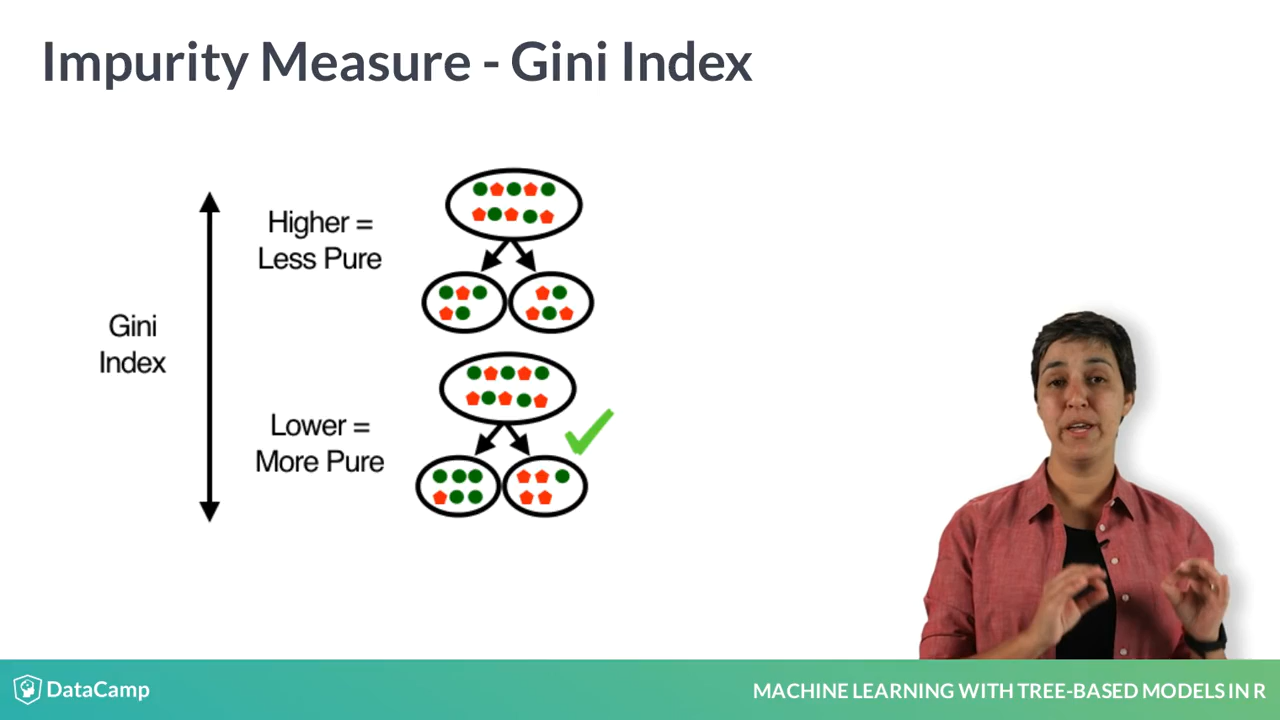 Impurity Measure - Gini Index
Higher =
Less Pure
Gini
Index
Lower =
More Pure
DataCamp
MACHINE LEARNING WITH TREE-BASED MODELS IN R